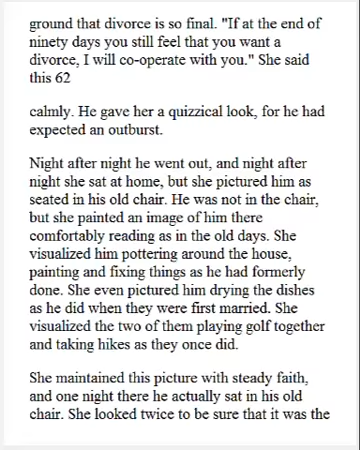 ground that divorce is so final. "If at the end of
ninety days you still feel that you want a
divorce, I will co-operate with you." She said
this 62
calmly. He gave her a quizzical look, for he had
expected an outburst.
Night after night he went out, and night after
night she sat at home, but she pictured him as
seated in his old chair. He was not in the chair,
but she painted an image of him there
comfortably reading as in the old days. She
visualized him pottering around the house,
painting and fixing things as he had formerly
done. She even pictured him drying the dishes
as he did when they were first married. She
visualized the two of them playing golf together
and taking hikes as they once did.
She maintained this picture with steady faith,
and one night there he actually sat in his old
chair. She looked twice to be sure that it was the